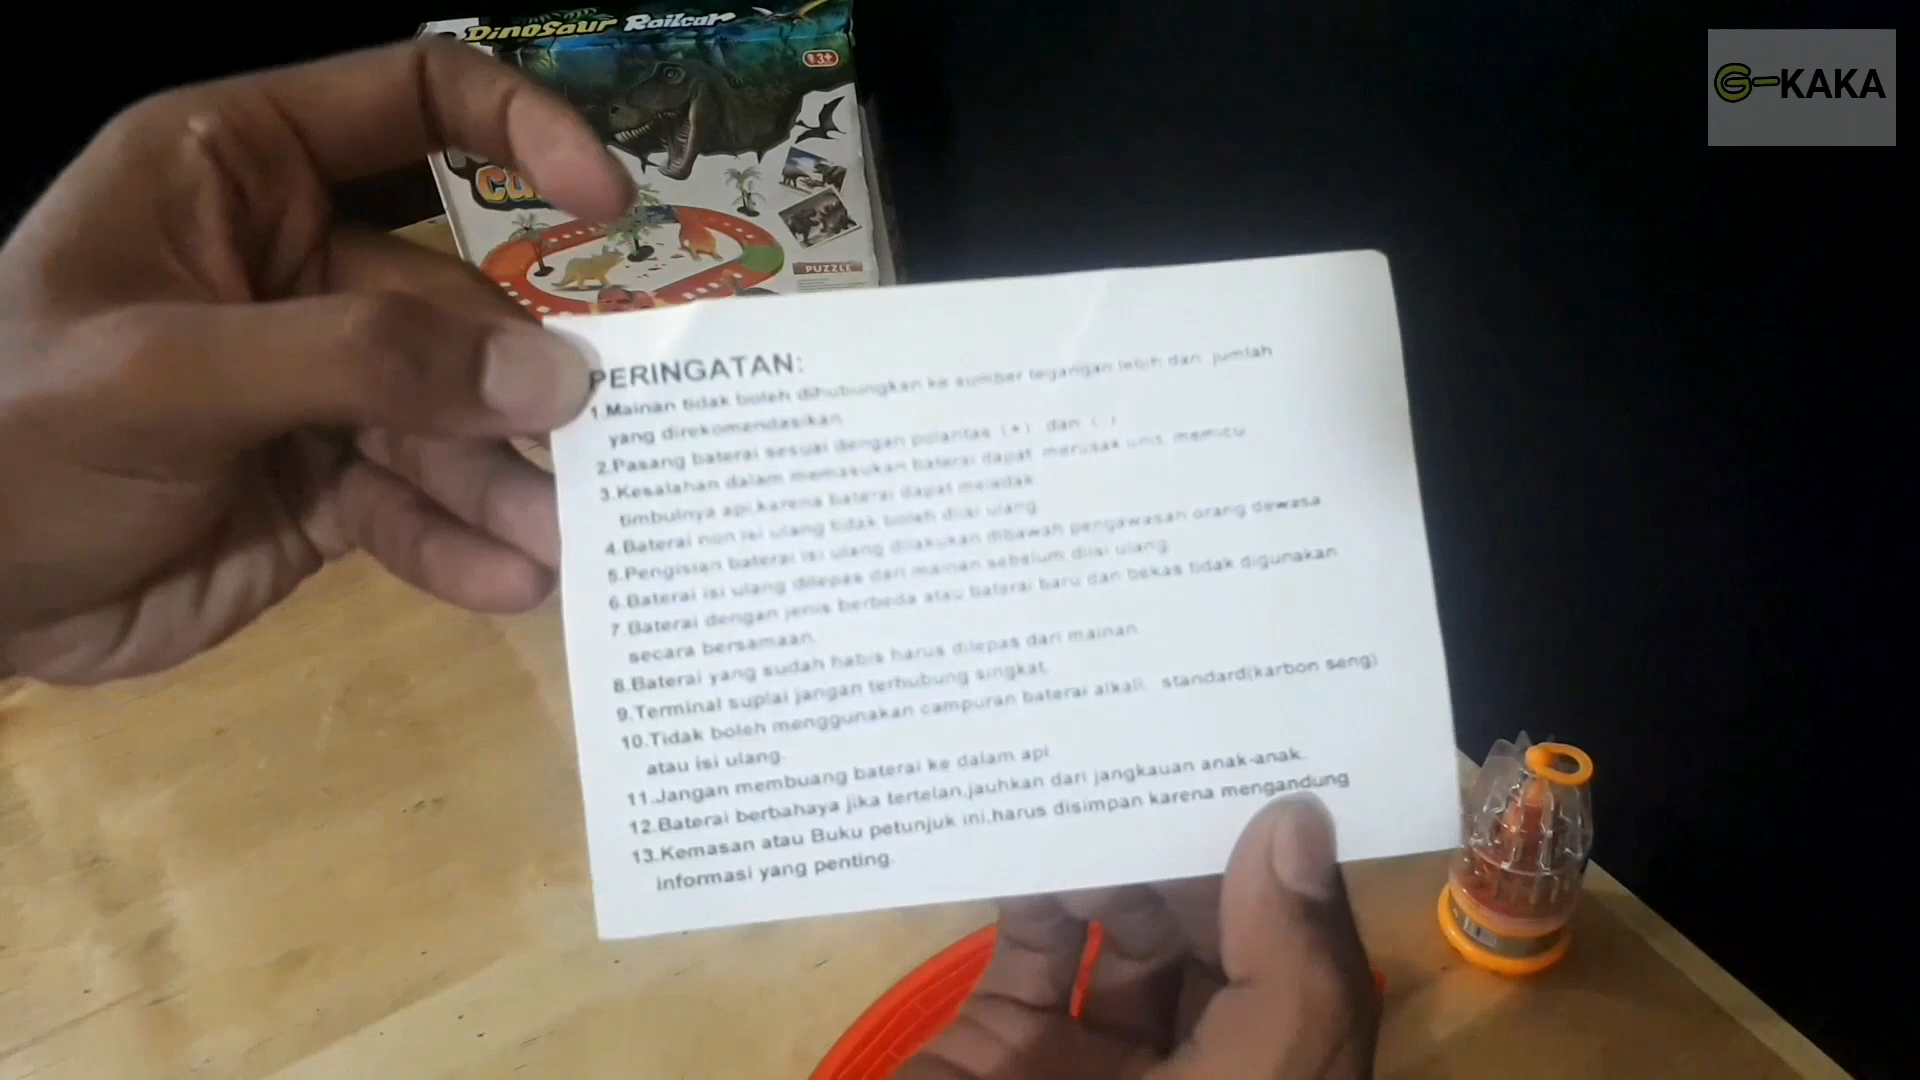 Dinosaur Railcar
3+
PUZZLE
G-KAKA
PERINGATAN:
1.Mainan tidak boleh dihubungkan ke sumber tegangan lebih dari jumlah
yang direkomendasikan
2.Pasang baterai sesuai dengan polaritas (+) dan (-)
3.Kesalahan dalam memasukan baterai dapat merusak unit, memicu
timbulnya api,karena baterai dapat meledak
4.Baterai non isi ulang tidak boleh diisi ulang
5.Pengisian baterai isi ulang dilakukan dibawah pengawasan orang dewasa
6.Baterai isi ulang dilepas dari mainan sebelum diisi ulang
7.Baterai dengan jenis berbeda atau baterai baru dan bekas tidak digunakan
secara bersamaan.
8.Baterai yang sudah habis harus dilepas dari mainan
9.Terminal suplai jangan terhubung singkat.
10.Tidak boleh menggunakan campuran baterai alkali, standard(karbon seng)
atau isi ulang.
11.Jangan membuang baterai ke dalam api.
12.Baterai berbahaya jika tertelan,jauhkan dari jangkauan anak-anak.
13.Kemasan atau Buku petunjuk ini,harus disimpan karena mengandung
informasi yang penting.